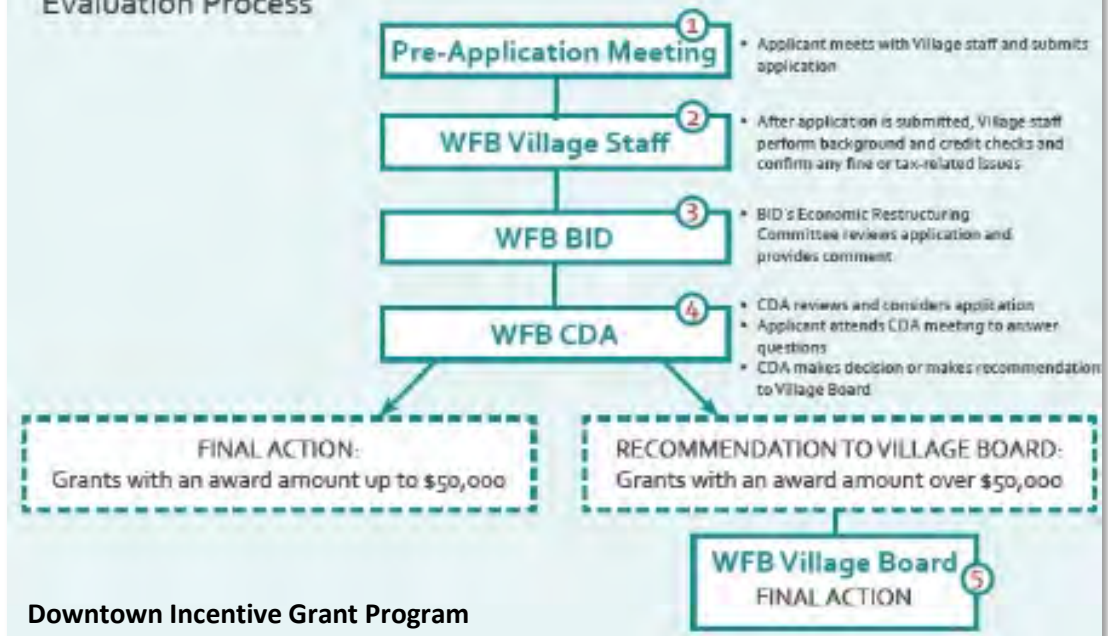 Evaluation Process
1
Pre-Application Meeting
• Applicant meets with Village staff and submits
application
2
WFB Village Staff
• After application is submitted, Village staff
perform background and credit checks and
confirm any fine or tax-related issues
3
WFB BID
• BID's Economic Restructuring
Committee reviews application and
provides comment
4
WFB CDA
• CDA reviews and considers application
• Applicant attends CDA meeting to answer
questions
• CDA makes decision or makes recommendation
to Village Board
FINAL ACTION:
Grants with an award amount up to $50,000
RECOMMENDATION TO VILLAGE BOARD:
Grants with an award amount over $50,000
WFB Village Board
5
FINAL ACTION
Downtown Incentive Grant Program